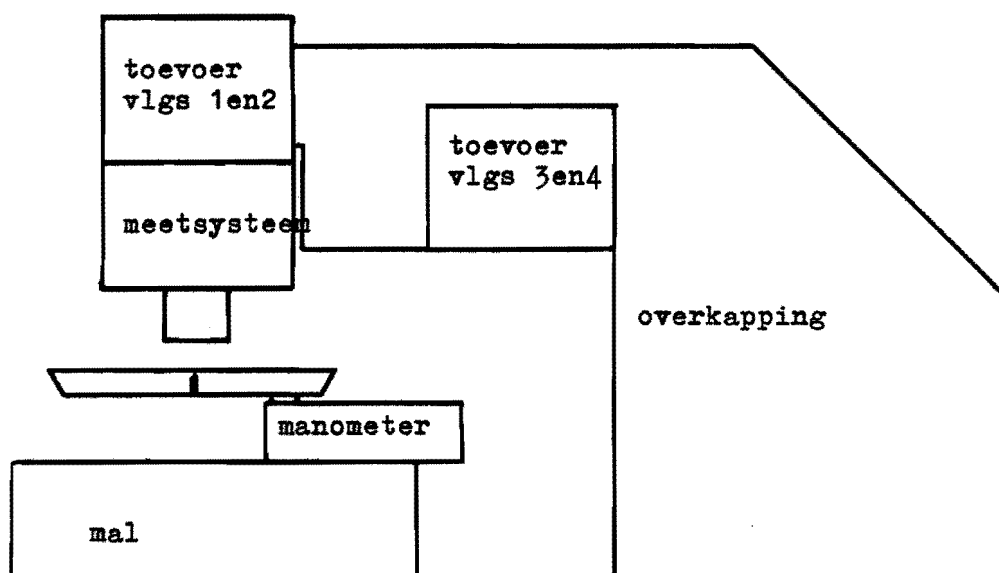 toevoer
vlgs 1en2
toevoer
vlgs 3en4
meetsysteem
overkapping
manometer
mal